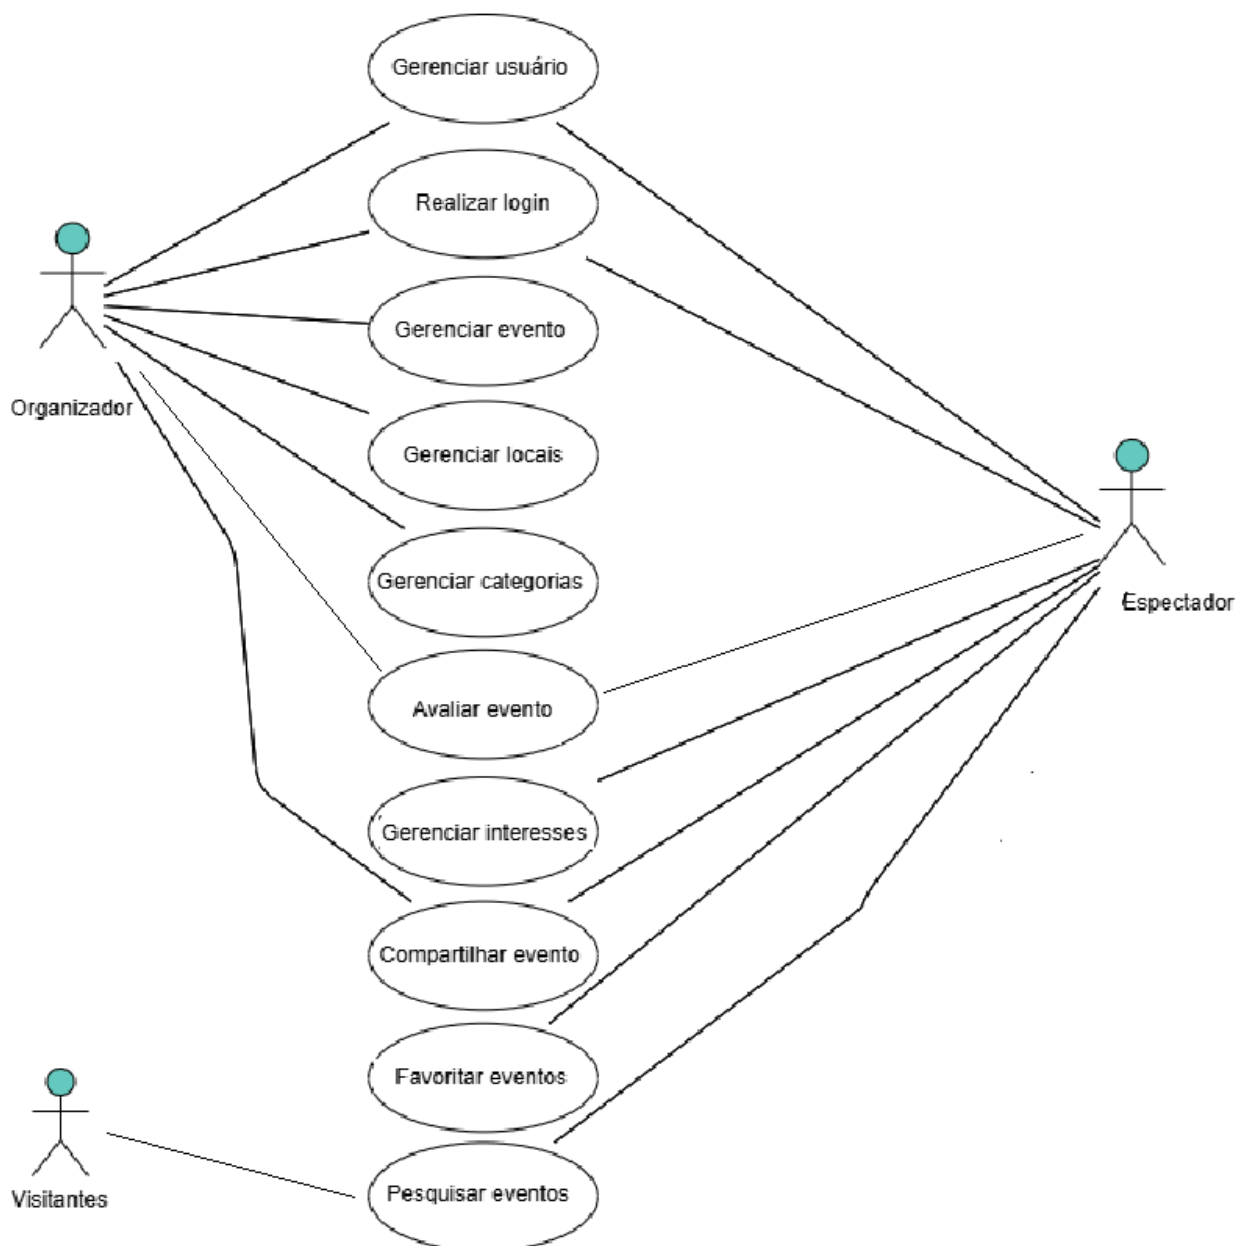 Gerenciar usuário
Realizar login
Gerenciar evento
Organizador
Gerenciar locais
Gerenciar categorias
Espectador
Avaliar evento
Gerenciar interesses
Compartilhar evento
Favoritar eventos
Visitantes
Pesquisar eventos